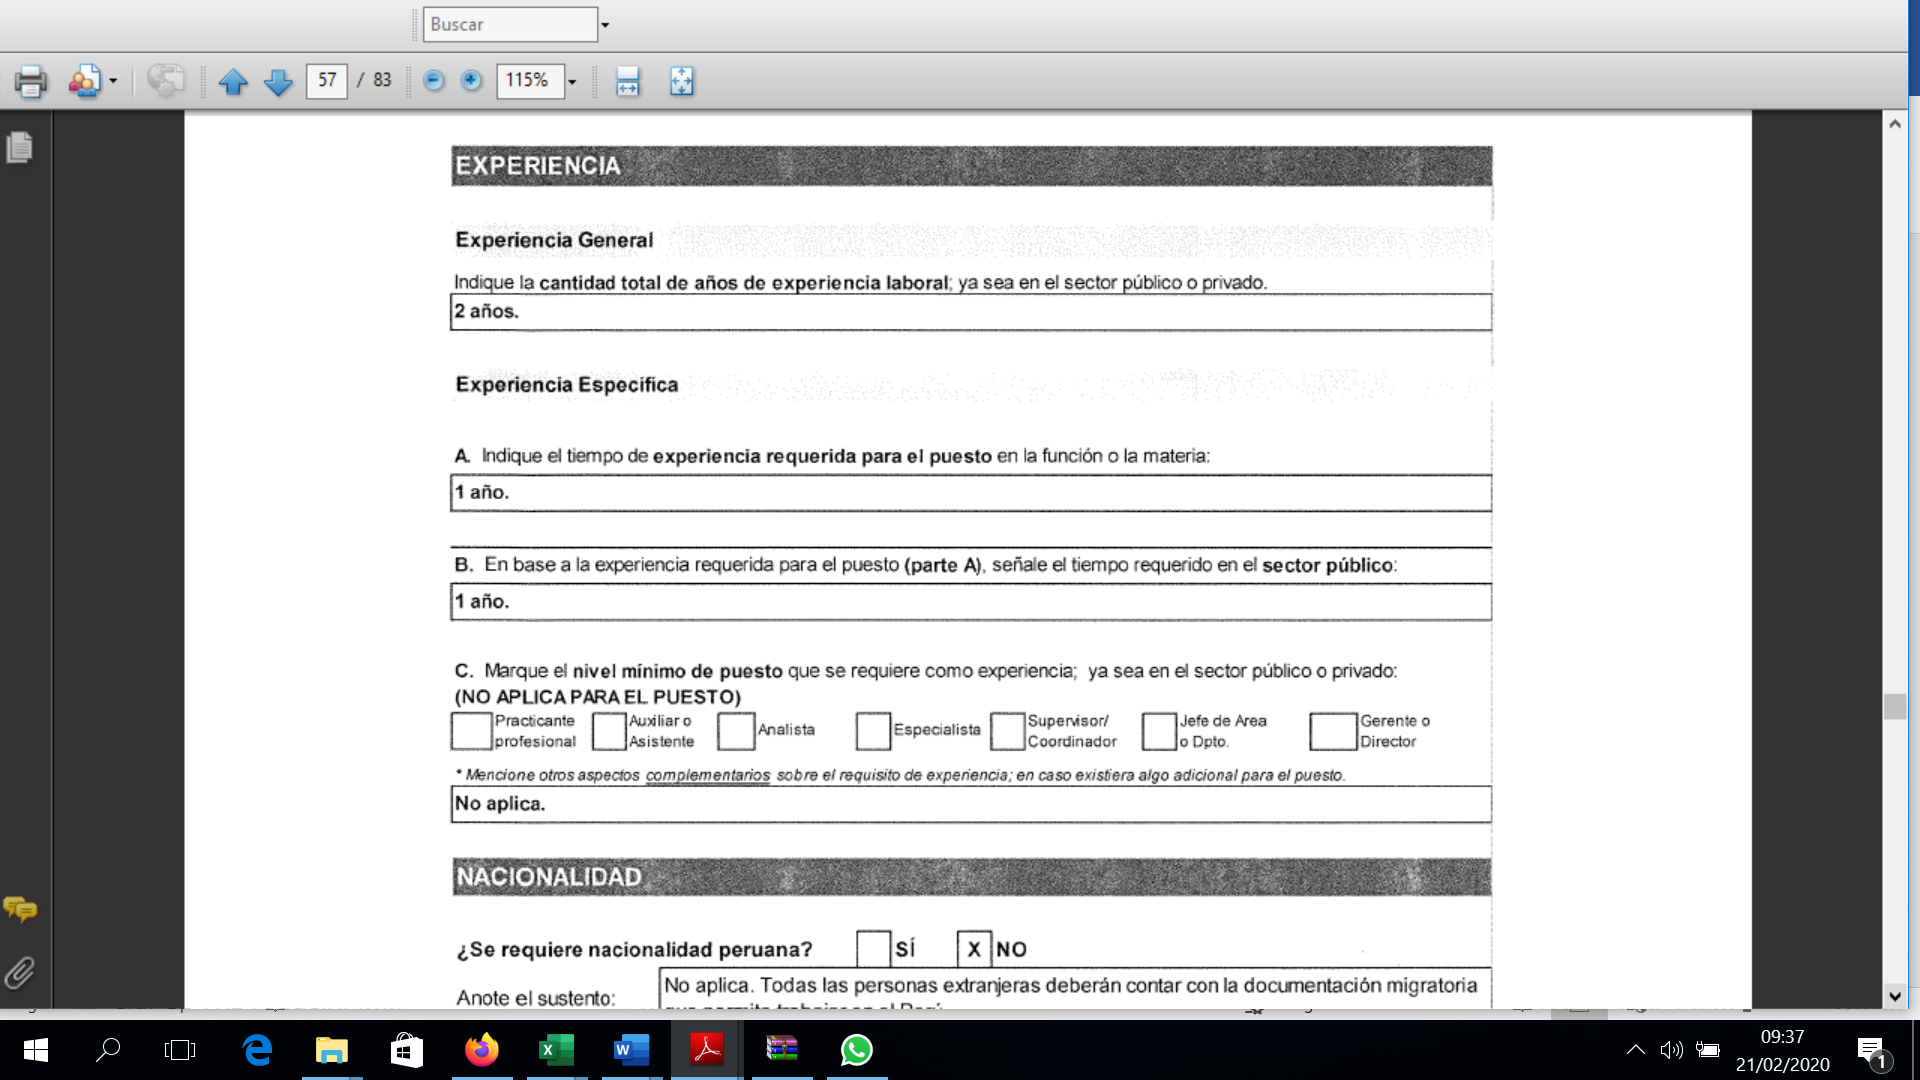 Buscar
57 / 83
115%
EXPERIENCIA
Experiencia General
Indique la cantidad total de años de experiencia laboral; ya sea en el sector público o privado.
2 años.
Experiencia Especifica
A. Indique el tiempo de experiencia requerida para el puesto en la función o la materia:
1 año.
B. En base a la experiencia requerida para el puesto (parte A), señale el tiempo requerido en el sector público:
1 año.
C. Marque el nivel mínimo de puesto que se requiere como experiencia; ya sea en el sector público o privado:
(NO APLICA PARA EL PUESTO)
Practicante profesional
Auxiliar o Asistente
Analista
Especialista
Supervisor/ Coordinador
Jefe de Area o Dpto.
Gerente o Director
* Mencione otros aspectos complementarios sobre el requisito de experiencia; en caso existiera algo adicional para el puesto.
No aplica.
NACIONALIDAD
¿Se requiere nacionalidad peruana? SÍ X NO
Anote el sustento:
No aplica. Todas las personas extranjeras deberán contar con la documentación migratoria
09:37
21/02/2020
1